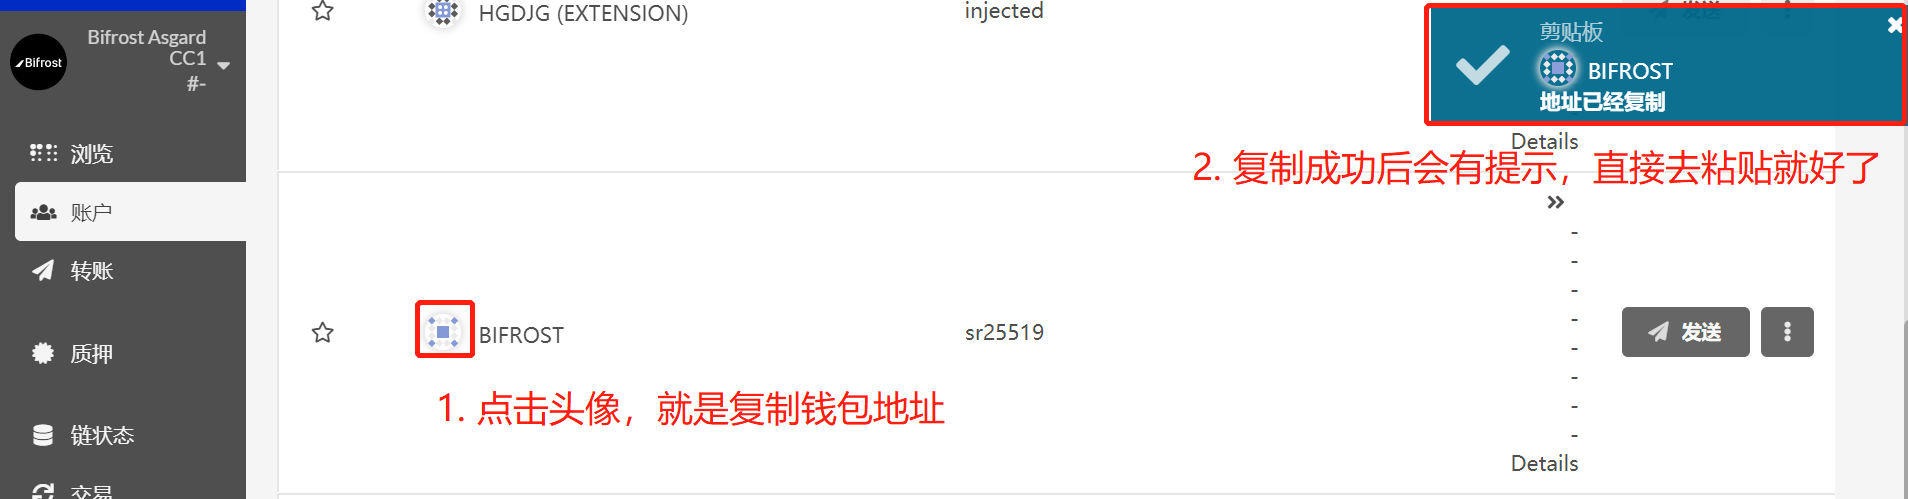 HGDJG (EXTENSION)
injected
发送
Bifrost
Bifrost Asgard
CC1
#-
剪贴板
BIFROST
地址已经复制
Details
2. 复制成功后会有提示，直接去粘贴就好了
浏览
账户
转账
质押
链状态
交易
-
-
-
-
-
-
-
-
BIFROST
sr25519
发送
1. 点击头像，就是复制钱包地址
Details